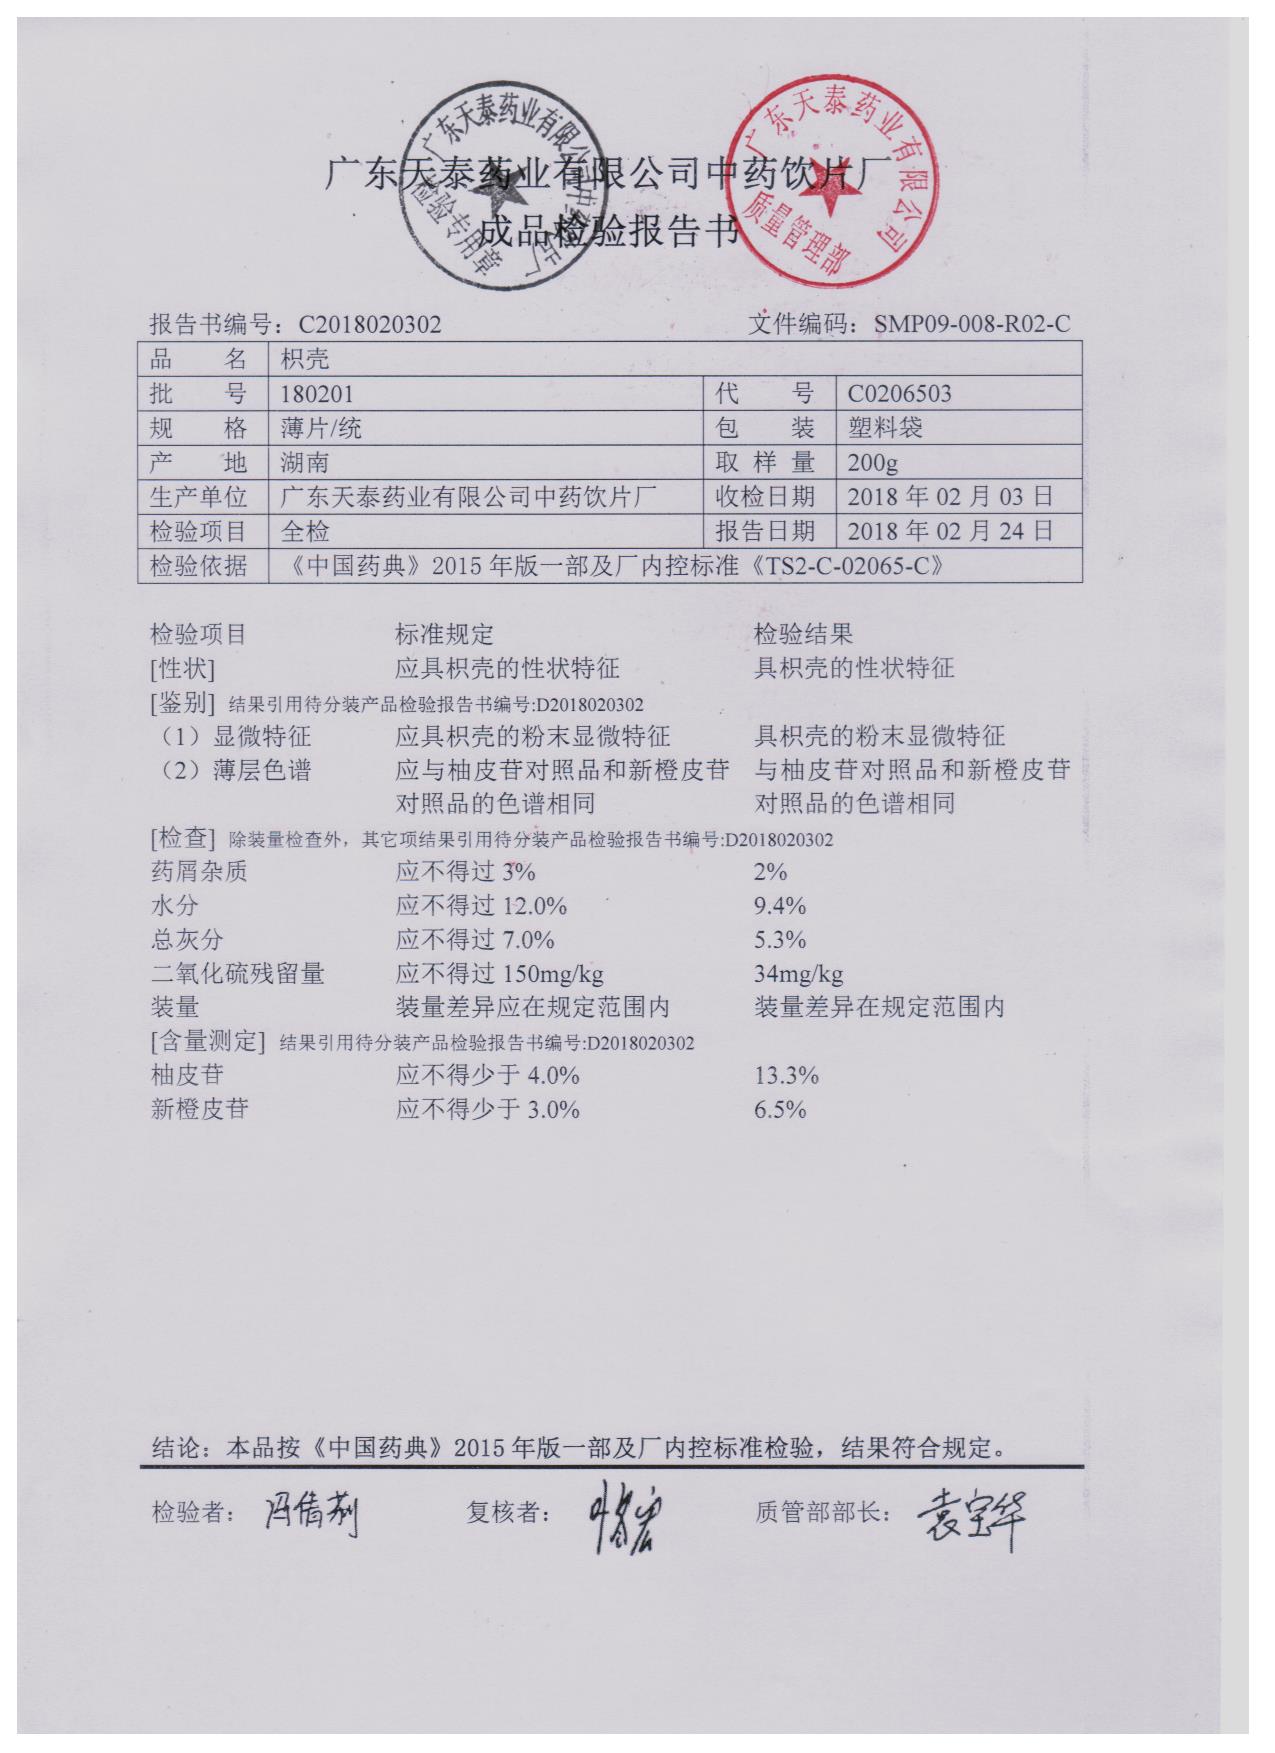 广东天泰药业有限公司中药饮片厂
检验专用章
广东天泰药业有限公司
质量管理部
广东天泰药业有限公司中药饮片厂
成品检验报告书
报告书编号：C2018020302 文件编码：SMP09-008-R02-C
品 名 枳壳
批 号 180201 代 号 C0206503
规 格 薄片/统 包 装 塑料袋
产 地 湖南 取 样 量 200g
生产单位 广东天泰药业有限公司中药饮片厂 收检日期 2018 年 02 月 03 日
检验项目 全检 报告日期 2018 年 02 月 24 日
检验依据 《中国药典》2015 年版一部及厂内控标准《TS2-C-02065-C》
检验项目 标准规定 检验结果
[性状] 应具枳壳的性状特征 具枳壳的性状特征
[鉴别] 结果引用待分装产品检验报告书编号:D2018020302
（1）显微特征 应具枳壳的粉末显微特征 具枳壳的粉末显微特征
（2）薄层色谱 应与柚皮苷对照品和新橙皮苷 与柚皮苷对照品和新橙皮苷
对照品的色谱相同 对照品的色谱相同
[检查] 除装量检查外，其它项结果引用待分装产品检验报告书编号:D2018020302
药屑杂质 应不得过 3% 2%
水分 应不得过 12.0% 9.4%
总灰分 应不得过 7.0% 5.3%
二氧化硫残留量 应不得过 150mg/kg 34mg/kg
装量 装量差异应在规定范围内 装量差异在规定范围内
[含量测定] 结果引用待分装产品检验报告书编号:D2018020302
柚皮苷 应不得少于 4.0% 13.3%
新橙皮苷 应不得少于 3.0% 6.5%
结论：本品按《中国药典》2015 年版一部及厂内控标准检验，结果符合规定。
检验者： 复核者： 质管部部长：袁宝华